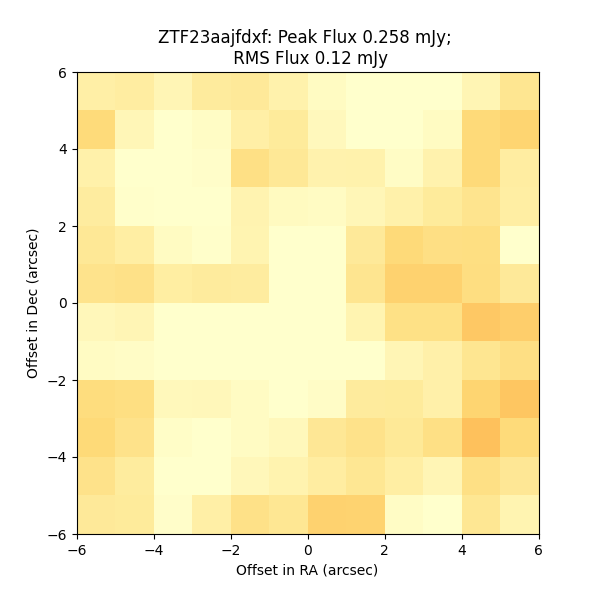 ZTF23aajfdxf: Peak Flux 0.258 mJy;
RMS Flux 0.12 mJy
6
4
2
0
−2
−4
−6
Offset in Dec (arcsec)
−6 −4 −2 0 2 4 6
Offset in RA (arcsec)